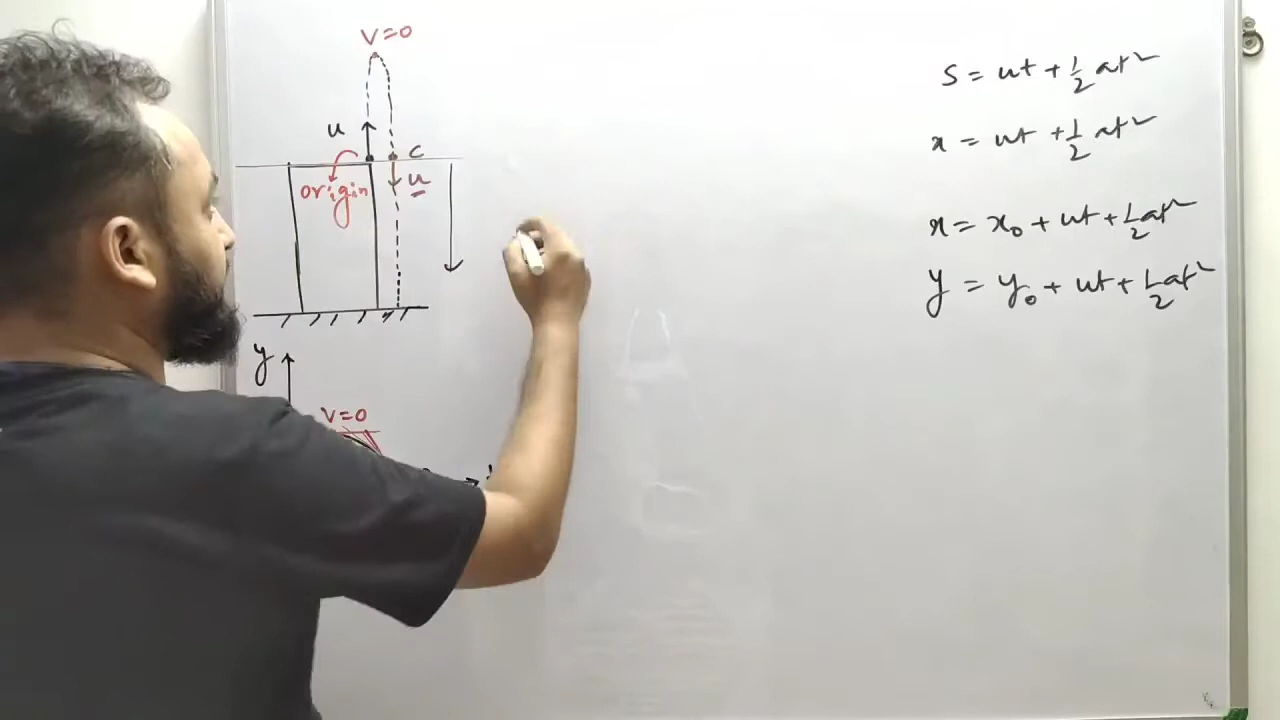 V=0
u
c
origin
u
y
V=0
S = ut + 1/2 at²
x = ut + 1/2 at²
x = x₀ + ut + 1/2 at²
y = y₀ + ut + 1/2 at²